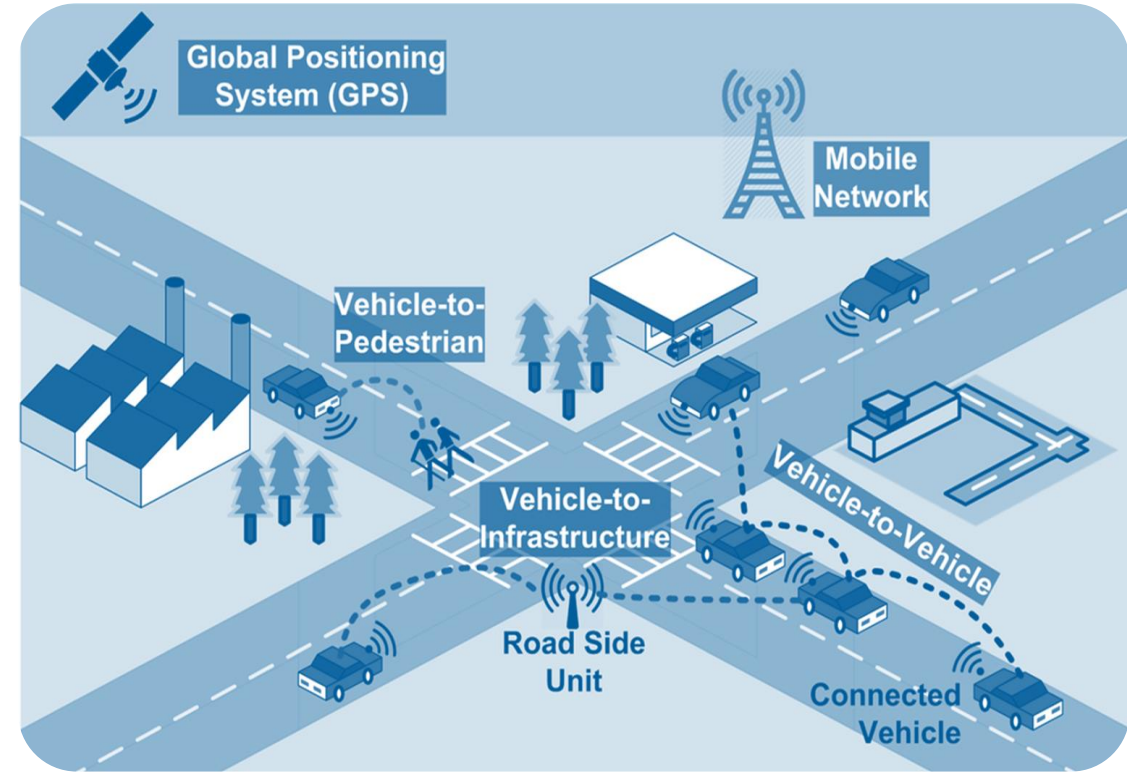 Global Positioning
System (GPS)
Mobile
Network
Vehicle-to-
Pedestrian
Vehicle-to-Vehicle
Vehicle-to-
Infrastructure
Road Side
Unit
Connected
Vehicle